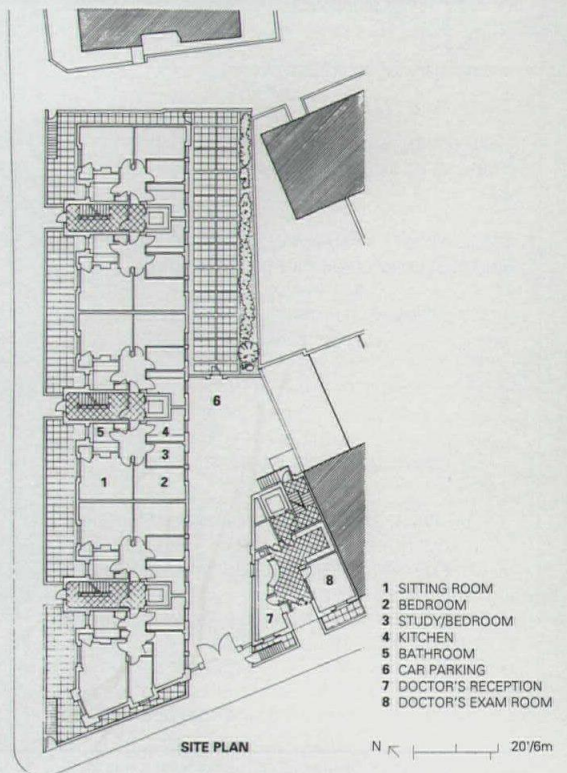 6
5
4
3
1
2
8
7
1 SITTING ROOM
2 BEDROOM
3 STUDY/BEDROOM
4 KITCHEN
5 BATHROOM
6 CAR PARKING
7 DOCTOR'S RECEPTION
8 DOCTOR'S EXAM ROOM
SITE PLAN
N
20'/6m